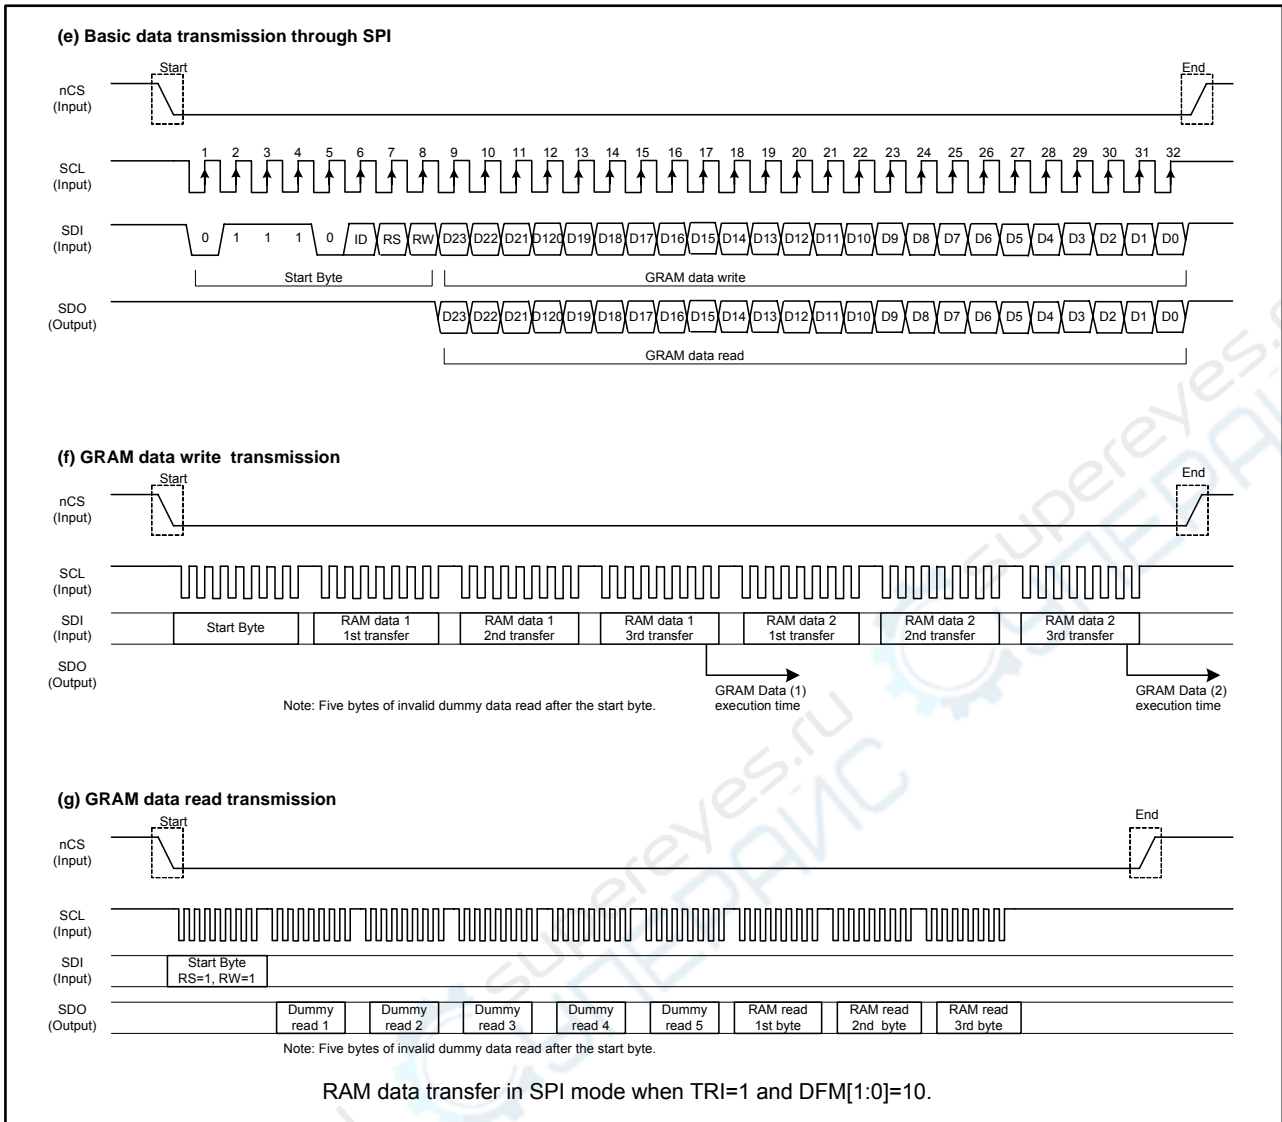 (e) Basic data transmission through SPI
Start
End
nCS
(Input)
1 2 3 4 5 6 7 8 9 10 11 12 13 14 15 16 17 18 19 20 21 22 23 24 25 26 27 28 29 30 31 32
SCL
(Input)
SDI
(Input)
0 1 1 1 0 ID RS RW D23 D22 D21 D120 D19 D18 D17 D16 D15 D14 D13 D12 D11 D10 D9 D8 D7 D6 D5 D4 D3 D2 D1 D0
Start Byte
GRAM data write
SDO
(Output)
D23 D22 D21 D120 D19 D18 D17 D16 D15 D14 D13 D12 D11 D10 D9 D8 D7 D6 D5 D4 D3 D2 D1 D0
GRAM data read
(f) GRAM data write transmission
Start
End
nCS
(Input)
SCL
(Input)
SDI
(Input)
Start Byte
RAM data 1
1st transfer
RAM data 1
2nd transfer
RAM data 1
3rd transfer
RAM data 2
1st transfer
RAM data 2
2nd transfer
RAM data 2
3rd transfer
SDO
(Output)
GRAM Data (1)
execution time
GRAM Data (2)
execution time
Note: Five bytes of invalid dummy data read after the start byte.
(g) GRAM data read transmission
Start
End
nCS
(Input)
SCL
(Input)
SDI
(Input)
Start Byte
RS=1, RW=1
SDO
(Output)
Dummy
read 1
Dummy
read 2
Dummy
read 3
Dummy
read 4
Dummy
read 5
RAM read
1st byte
RAM read
2nd byte
RAM read
3rd byte
Note: Five bytes of invalid dummy data read after the start byte.
RAM data transfer in SPI mode when TRI=1 and DFM[1:0]=10.
supereyes.ru
СУПЕРАЙС